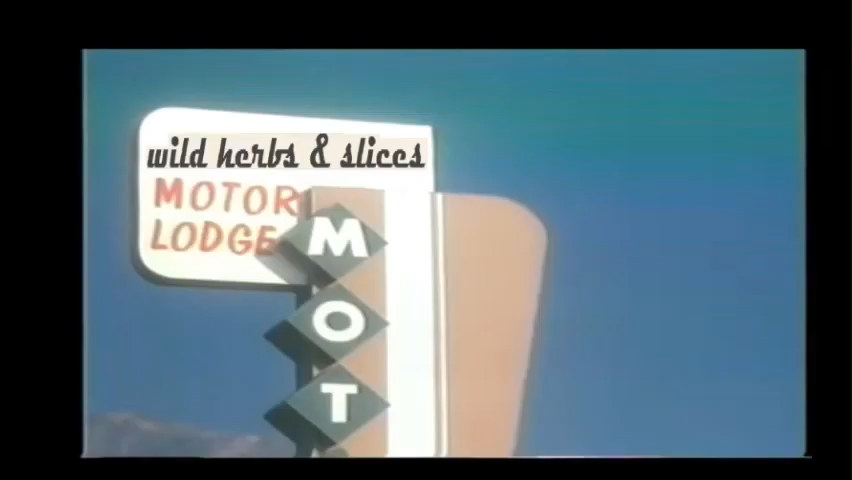 wild herbs & slices
MOTOR
LODGE
M
O
T